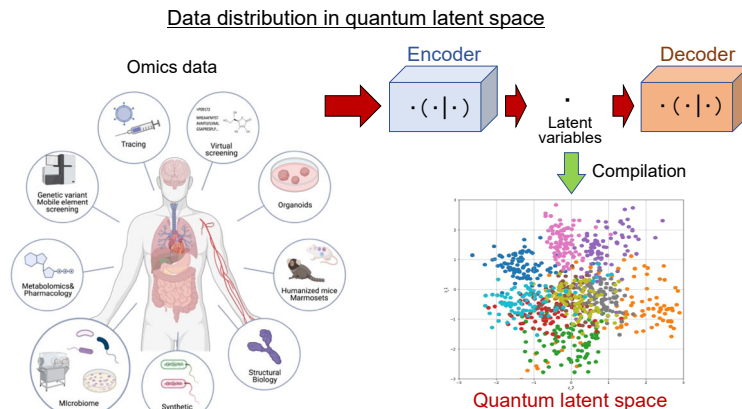 Data distribution in quantum latent space
Omics data
Encoder
Decoder
·(·|·)
·
·(·|·)
Latent
variables
Compilation
Tracing
Virtual
screening
Genetic variant
Mobile element
screening
Organoids
Metabolomics&
Pharmacology
Humanized mice
Marmosets
Structural
Biology
Microbiome
Synthetic
Quantum latent space